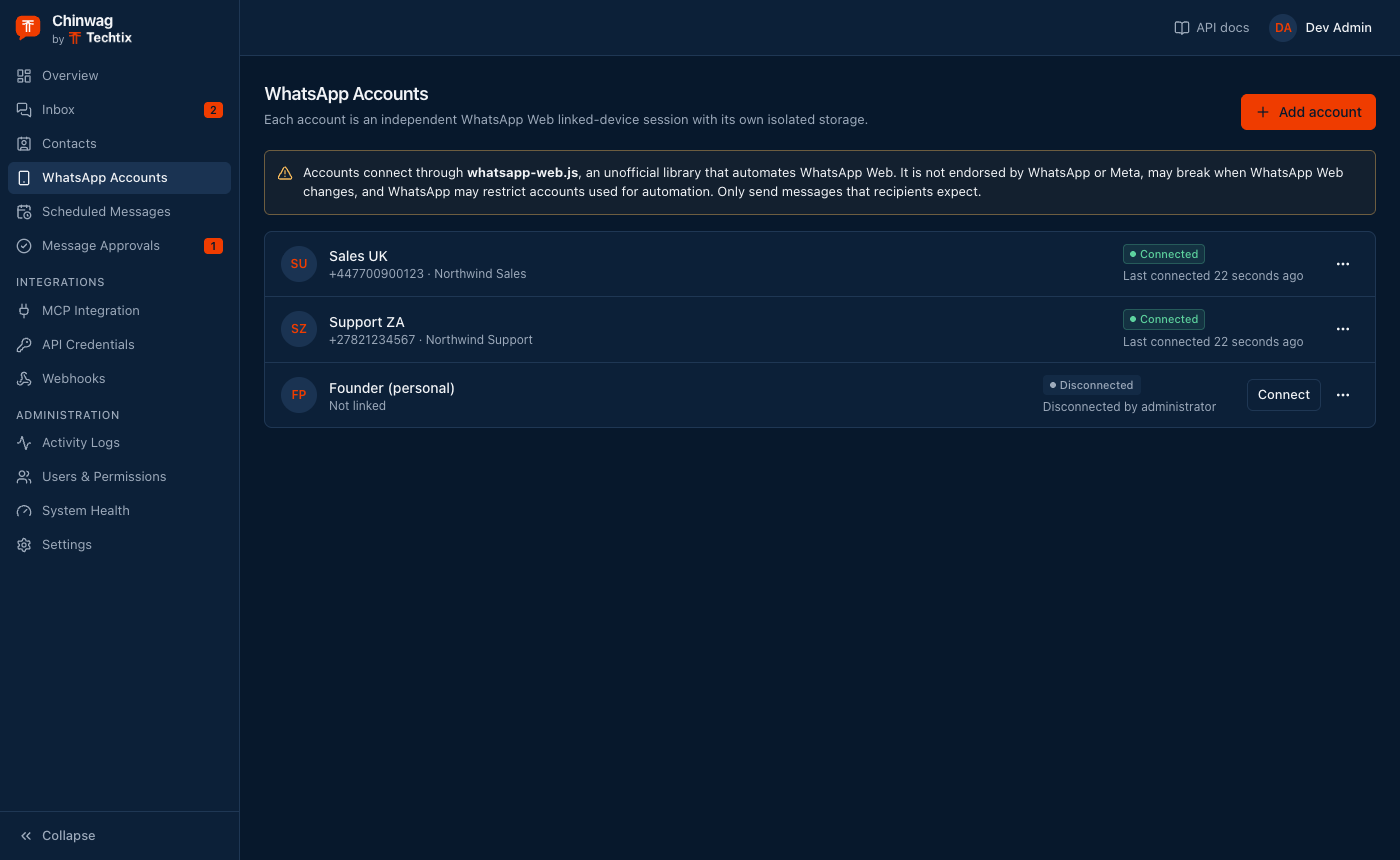 Chinwag
by Techtix
Overview
Inbox 2
Contacts
WhatsApp Accounts
Scheduled Messages
Message Approvals 1
INTEGRATIONS
MCP Integration
API Credentials
Webhooks
ADMINISTRATION
Activity Logs
Users & Permissions
System Health
Settings
Collapse
API docs
DA Dev Admin
WhatsApp Accounts
Each account is an independent WhatsApp Web linked-device session with its own isolated storage.
+ Add account
Accounts connect through whatsapp-web.js, an unofficial library that automates WhatsApp Web. It is not endorsed by WhatsApp or Meta, may break when WhatsApp Web
changes, and WhatsApp may restrict accounts used for automation. Only send messages that recipients expect.
SU
Sales UK
+447700900123 · Northwind Sales
Connected
Last connected 22 seconds ago
SZ
Support ZA
+27821234567 · Northwind Support
Connected
Last connected 22 seconds ago
FP
Founder (personal)
Not linked
Disconnected
Disconnected by administrator
Connect